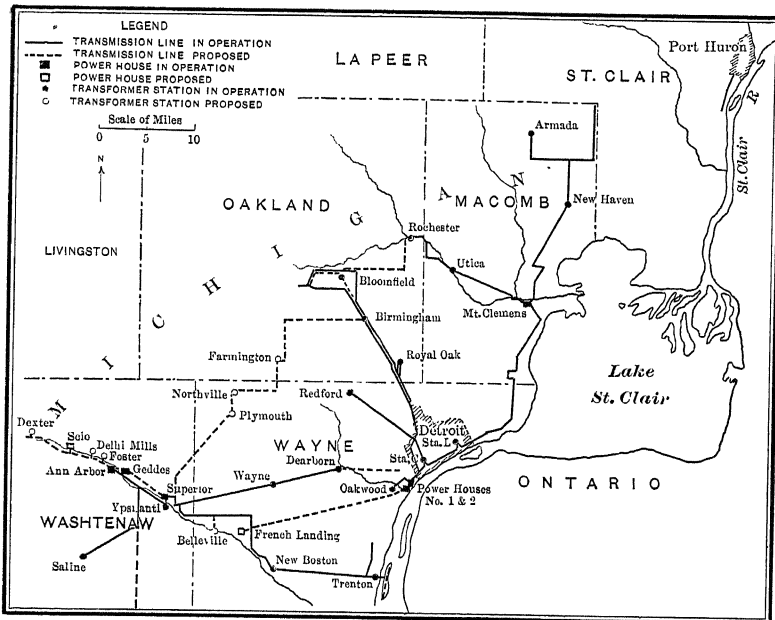 LEGEND
TRANSMISSION LINE IN OPERATION
TRANSMISSION LINE PROPOSED
POWER HOUSE IN OPERATION
POWER HOUSE PROPOSED
TRANSFORMER STATION IN OPERATION
TRANSFORMER STATION PROPOSED
Scale of Miles
0 5 10
N
LA PEER
ST. CLAIR
Port Huron
St. Clair
R
Armada
MACOMB
New Haven
OAKLAND
MICHIGAN
LIVINGSTON
Rochester
Utica
Bloomfield
Mt. Clemens
Birmingham
Farmington
Royal Oak
Lake
St. Clair
Northville
Redford
Plymouth
Dexter
Scio
Delhi Mills
Foster
WAYNE
Detroit
Sta. L
Sta. C
Ann Arbor
Geddes
Dearborn
Wayne
Superior
Oakwood
Power Houses
No. 1 & 2
ONTARIO
Ypsilanti
WASHTENAW
Belleville
French Landing
Saline
New Boston
Trenton